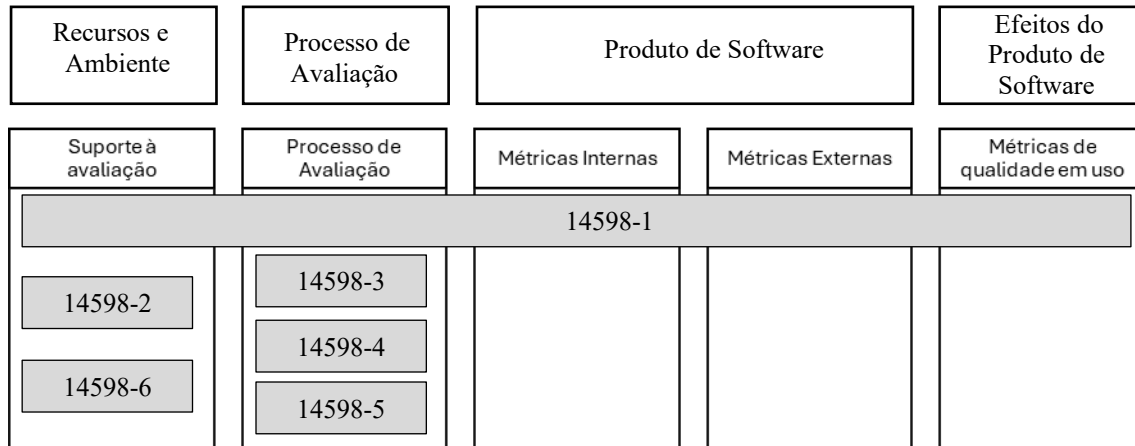 Recursos e
Ambiente
Processo de
Avaliação
Produto de Software
Efeitos do
Produto de
Software
Suporte à
avaliação
Processo de
Avaliação
Métricas Internas
Métricas Externas
Métricas de
qualidade em uso
14598-1
14598-2
14598-6
14598-3
14598-4
14598-5